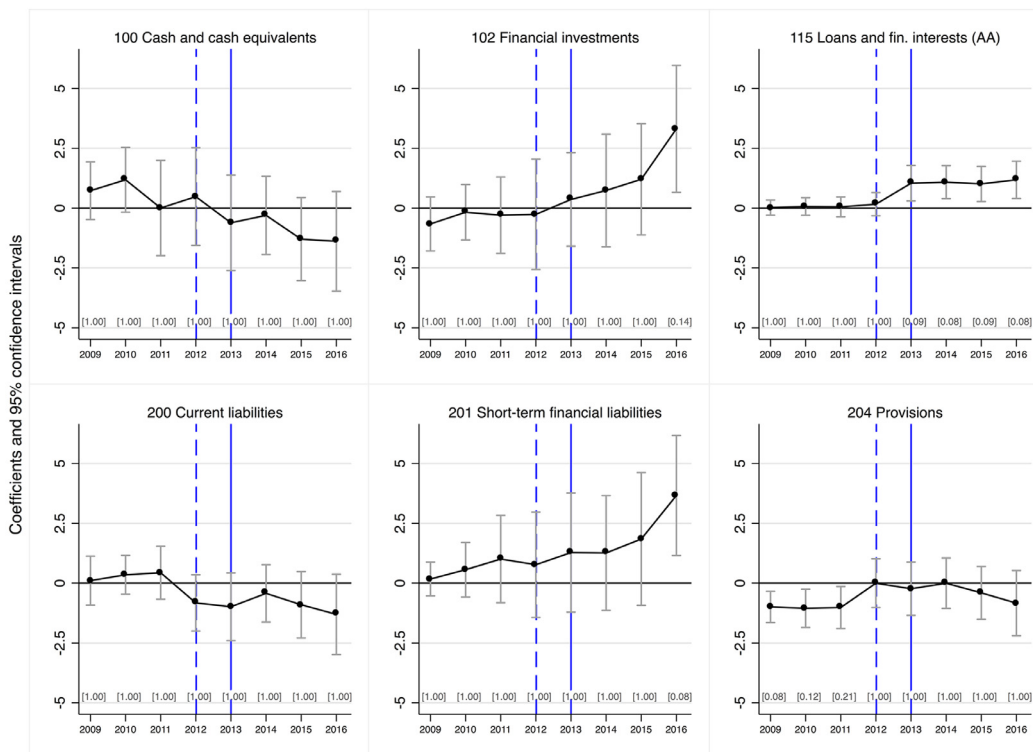 Coefficients and 95% confidence intervals
100 Cash and cash equivalents
5
2.5
0
-2.5
-5
[1.00] [1.00] [1.00] [1.00] [1.00] [1.00] [1.00] [1.00]
2009 2010 2011 2012 2013 2014 2015 2016
102 Financial investments
5
2.5
0
-2.5
-5
[1.00] [1.00] [1.00] [1.00] [1.00] [1.00] [1.00] [0.14]
2009 2010 2011 2012 2013 2014 2015 2016
115 Loans and fin. interests (AA)
5
2.5
0
-2.5
-5
[1.00] [1.00] [1.00] [1.00] [0.09] [0.08] [0.09] [0.08]
2009 2010 2011 2012 2013 2014 2015 2016
200 Current liabilities
5
2.5
0
-2.5
-5
[1.00] [1.00] [1.00] [1.00] [1.00] [1.00] [1.00] [1.00]
2009 2010 2011 2012 2013 2014 2015 2016
201 Short-term financial liabilities
5
2.5
0
-2.5
-5
[1.00] [1.00] [1.00] [1.00] [1.00] [1.00] [1.00] [0.08]
2009 2010 2011 2012 2013 2014 2015 2016
204 Provisions
5
2.5
0
-2.5
-5
[0.08] [0.12] [0.21] [1.00] [1.00] [1.00] [1.00] [1.00]
2009 2010 2011 2012 2013 2014 2015 2016